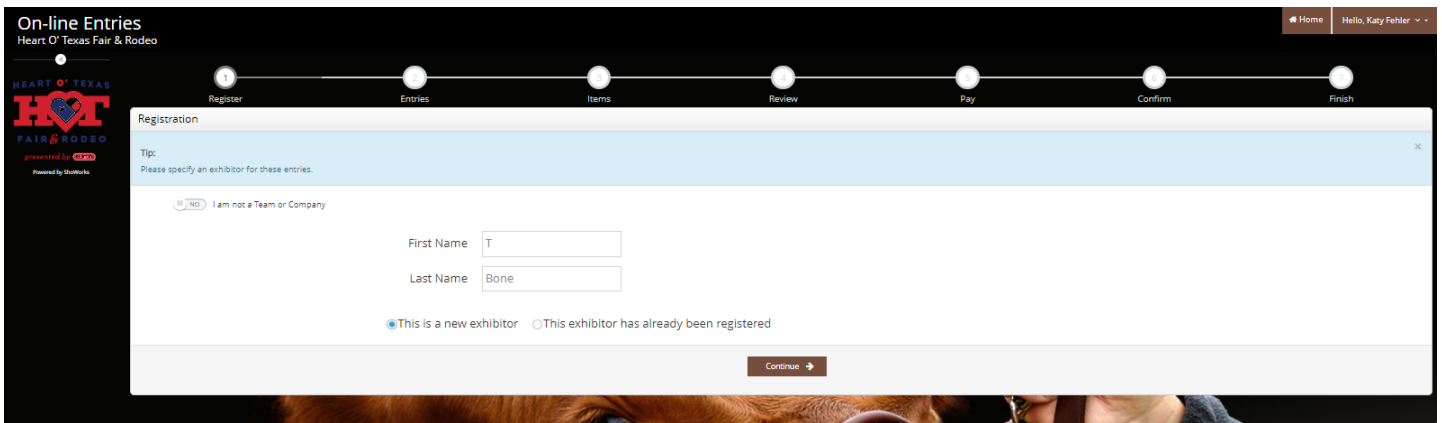 On-line Entries
Heart O' Texas Fair & Rodeo
Home
Hello, Katy Fehler
HEART O' TEXAS
HOT
FAIR & RODEO
presented by
Powered by ShoWorks
1
2
3
4
5
6
7
Register
Entries
Items
Review
Pay
Confirm
Finish
Registration
Tip:
Please specify an exhibitor for these entries.
×
NO I am not a Team or Company
First Name T
Last Name Bone
This is a new exhibitor This exhibitor has already been registered
Continue